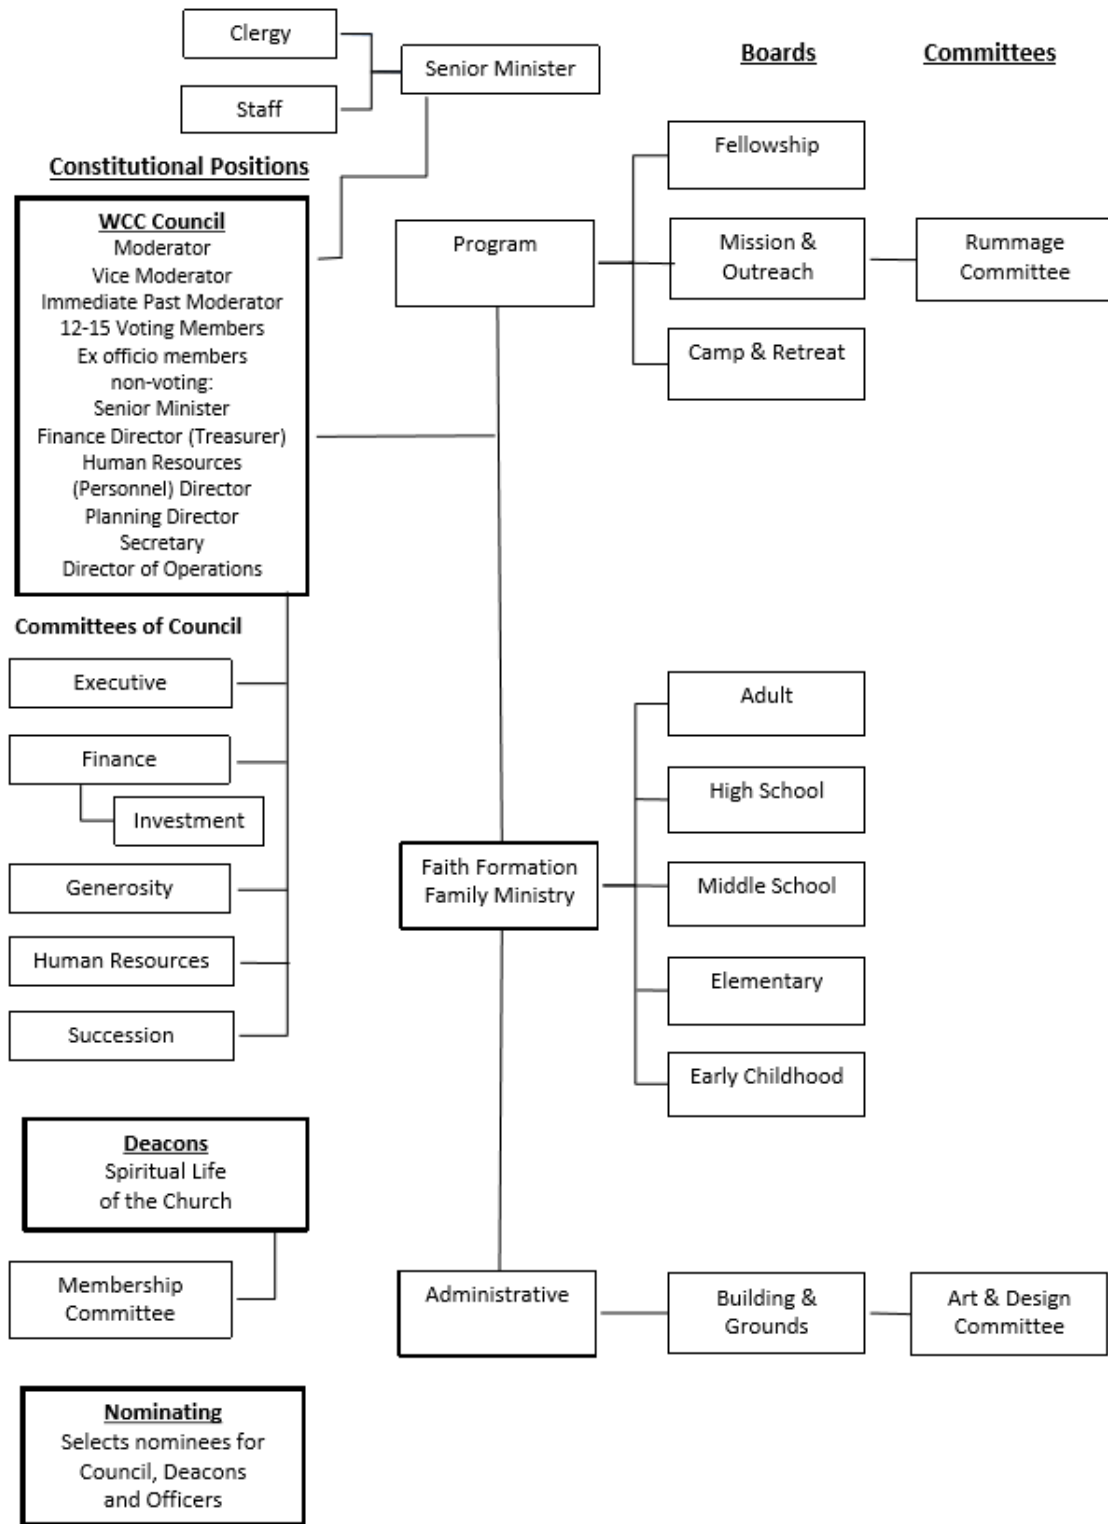 Clergy
Senior Minister
Staff
Boards
Committees
Constitutional Positions
WCC Council
Moderator
Vice Moderator
Immediate Past Moderator
12-15 Voting Members
Ex officio members
non-voting:
Senior Minister
Finance Director (Treasurer)
Human Resources
(Personnel) Director
Planning Director
Secretary
Director of Operations
Committees of Council
Executive
Finance
Investment
Generosity
Human Resources
Succession
Deacons
Spiritual Life
of the Church
Membership
Committee
Nominating
Selects nominees for
Council, Deacons
and Officers
Program
Fellowship
Mission &
Outreach
Rummage
Committee
Camp & Retreat
Faith Formation
Family Ministry
Adult
High School
Middle School
Elementary
Early Childhood
Administrative
Building &
Grounds
Art & Design
Committee